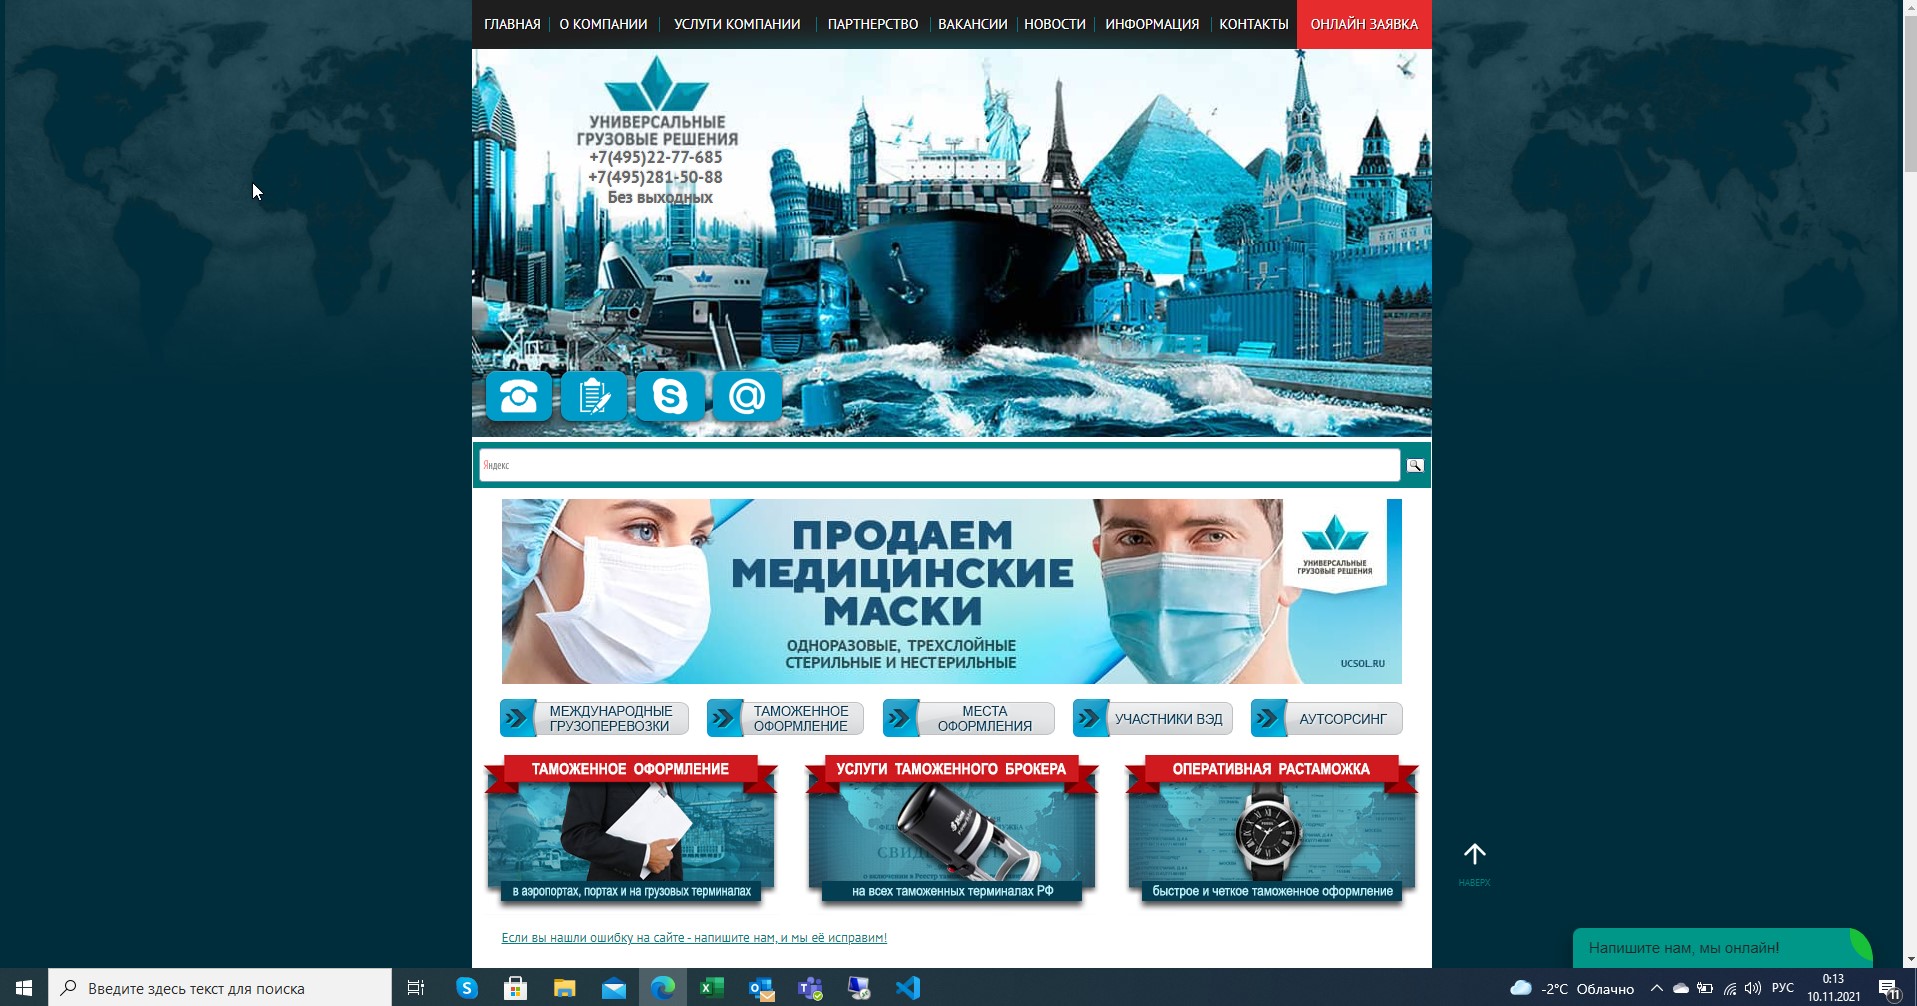 ГЛАВНАЯ
О КОМПАНИИ
УСЛУГИ КОМПАНИИ
ПАРТНЕРСТВО
ВАКАНСИИ
НОВОСТИ
ИНФОРМАЦИЯ
КОНТАКТЫ
ОНЛАЙН ЗАЯВКА
УНИВЕРСАЛЬНЫЕ
ГРУЗОВЫЕ РЕШЕНИЯ
+7(495)22-77-685
+7(495)281-50-88
Без выходных
Яндекс
ПРОДАЕМ
МЕДИЦИНСКИЕ
МАСКИ
ОДНОРАЗОВЫЕ, ТРЕХСЛОЙНЫЕ
СТЕРИЛЬНЫЕ И НЕСТЕРИЛЬНЫЕ
УНИВЕРСАЛЬНЫЕ
ГРУЗОВЫЕ РЕШЕНИЯ
UCSOL.RU
МЕЖДУНАРОДНЫЕ
ГРУЗОПЕРЕВОЗКИ
ТАМОЖЕННОЕ
ОФОРМЛЕНИЕ
МЕСТА
ОФОРМЛЕНИЯ
УЧАСТНИКИ ВЭД
АУТСОРСИНГ
ТАМОЖЕННОЕ ОФОРМЛЕНИЕ
в аэропортах, портах и на грузовых терминалах
УСЛУГИ ТАМОЖЕННОГО БРОКЕРА
на всех таможенных терминалах РФ
ОПЕРАТИВНАЯ РАСТАМОЖКА
быстрое и четкое таможенное оформление
НАВЕРХ
Если вы нашли ошибку на сайте - напишите нам, и мы её исправим!
Напишите нам, мы онлайн!
Введите здесь текст для поиска
-2°C Облачно
РУС
0:13
10.11.2021
11